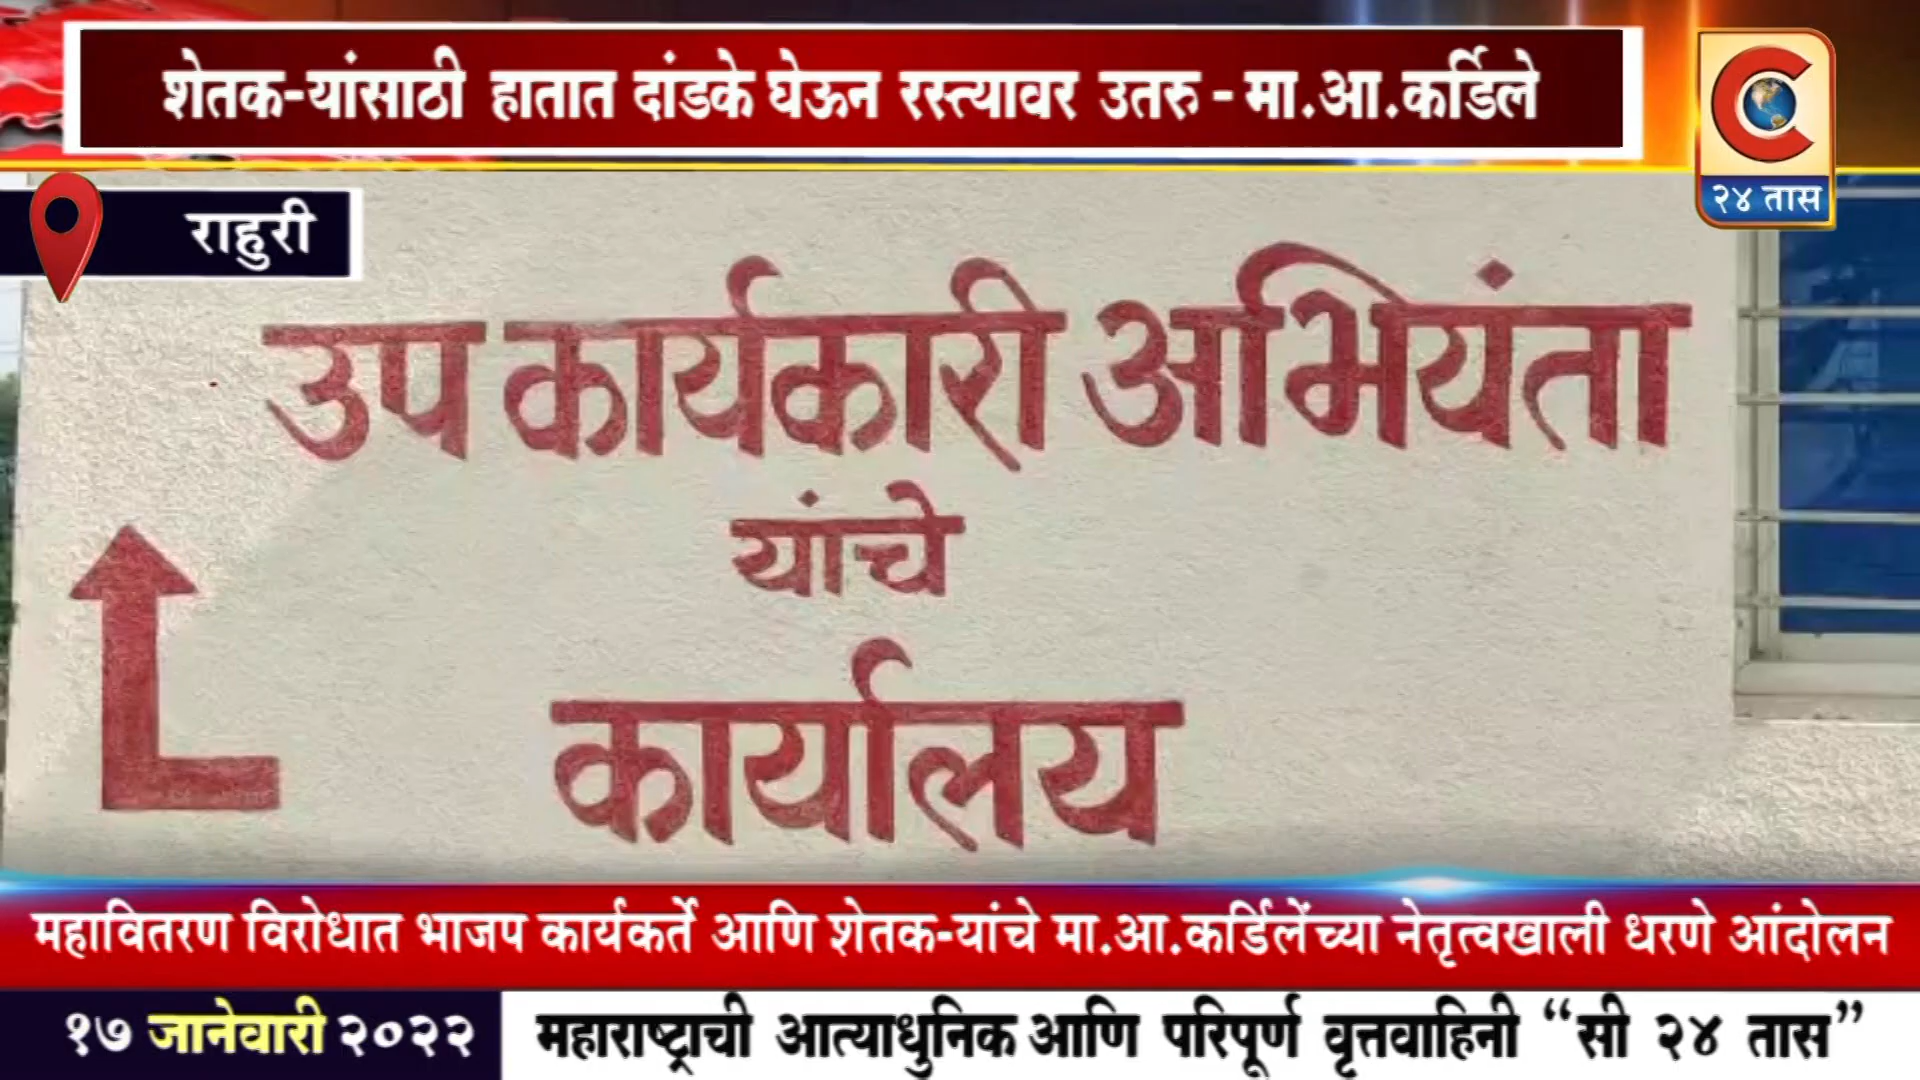 शेतक-यांसाठी हातात दांडके घेऊन रस्त्यावर उतरु - मा.आ.कर्डिले
२४ तास
राहुरी
उप कार्यकारी अभियंता
यांचे
कार्यालय
महावितरण विरोधात भाजप कार्यकर्ते आणि शेतक-यांचे मा.आ.कर्डिलेंच्या नेतृत्वखाली धरणे आंदोलन
१७ जानेवारी २०२२
महाराष्ट्राची आत्याधुनिक आणि परिपूर्ण वृत्तवाहिनी “सी २४ तास”